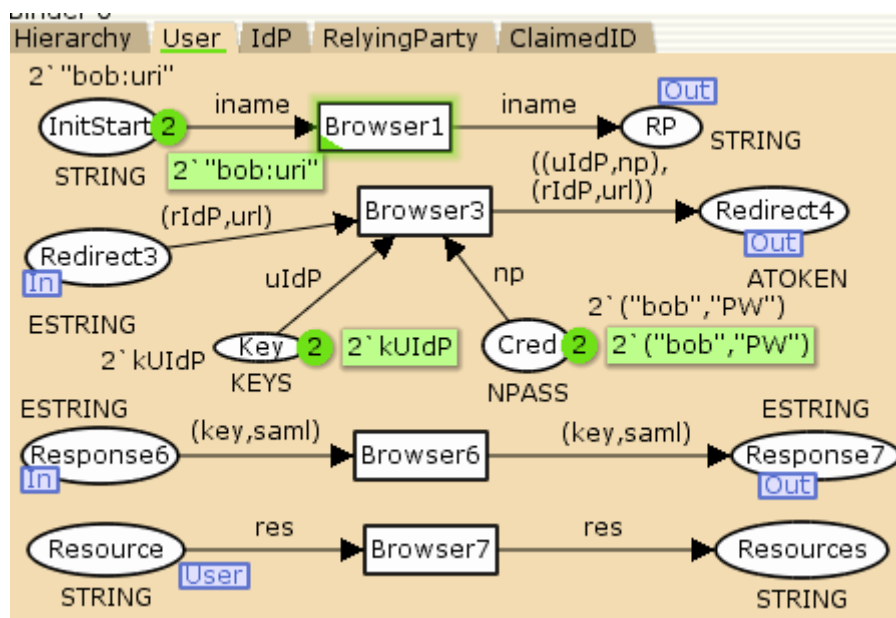 Hierarchy User IdP RelyingParty ClaimedID
2`"bob:uri"
iname iname Out
InitStart 2 Browser1 RP
STRING 2`"bob:uri" STRING
((uIdP,np),
(rIdP,url) Browser3 (rIdP,url)) Redirect4
Redirect3 Out
In uIdP np ATOKEN
ESTRING 2`("bob","PW")
2`kUIdP Key 2 2`kUIdP Cred 2 2`("bob","PW")
KEYS NPASS
ESTRING ESTRING
(key,saml) (key,saml)
Response6 Browser6 Response7
In Out
res res
Resource Browser7 Resources
User
STRING STRING